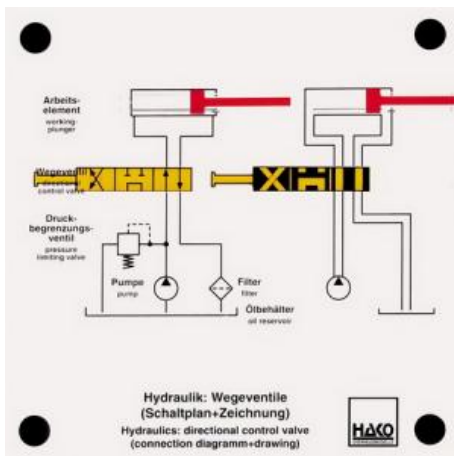 Arbeits-
element
working-
plunger
Wegeventil
directional
control valve
Druck-
begrenzungs-
ventil
pressure
limiting valve
Pumpe
pump
Filter
filter
Ölbehälter
oil reservoir
Hydraulik: Wegeventile
(Schaltplan+Zeichnung)
Hydraulics: directional control valve
(connection diagramm+drawing)
HAKO